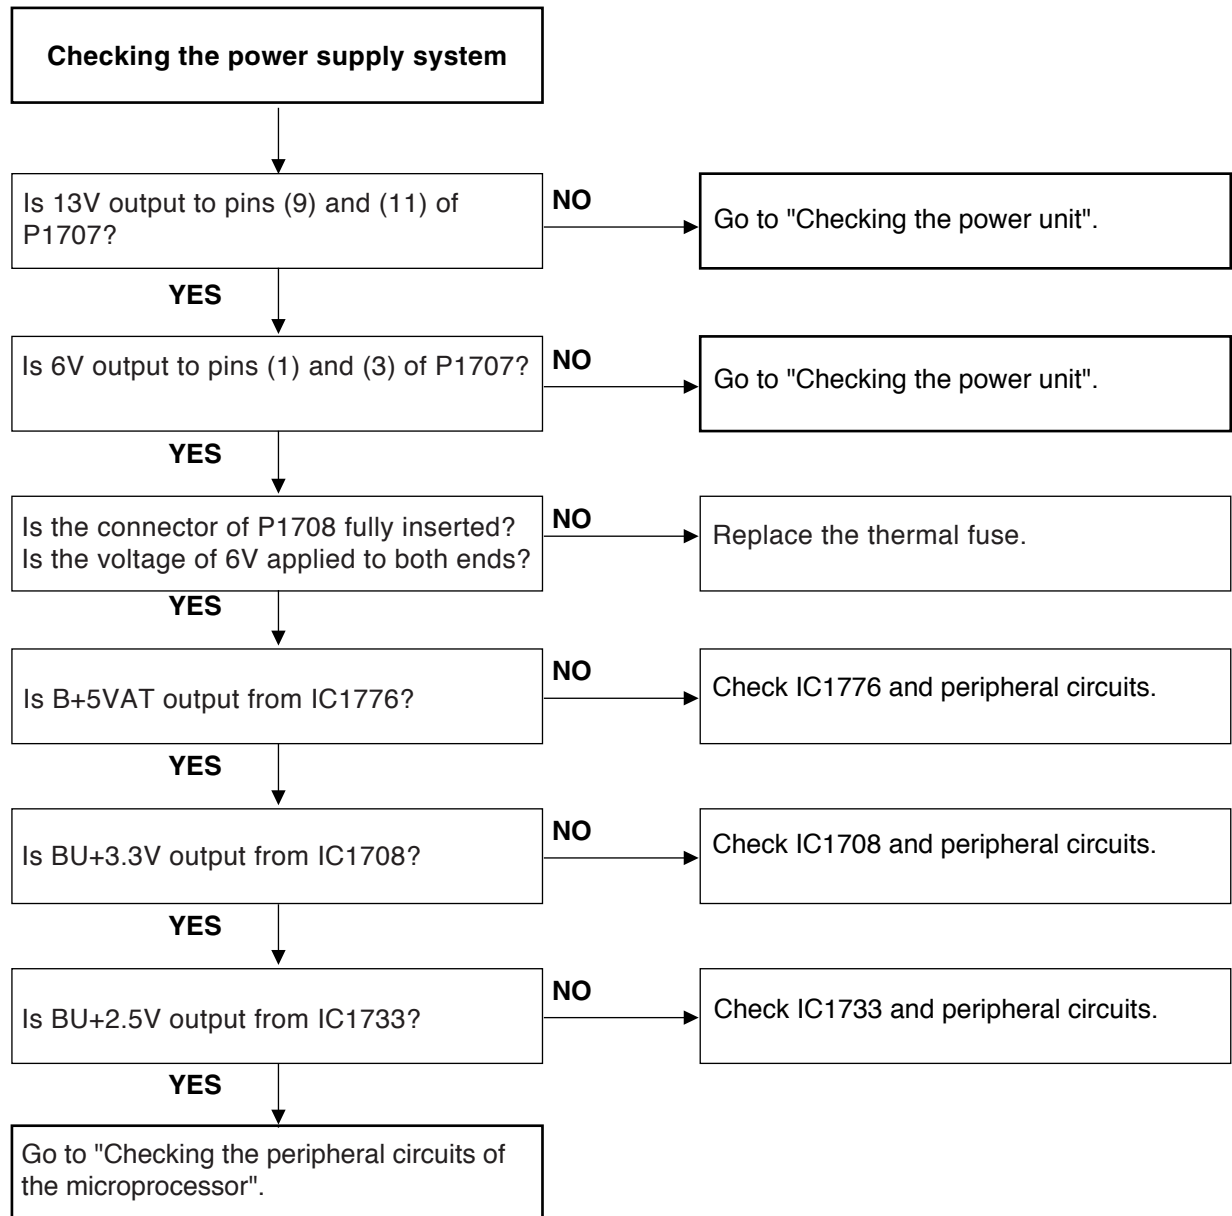 Checking the power supply system
Is 13V output to pins (9) and (11) of
P1707?
NO
Go to "Checking the power unit".
YES
Is 6V output to pins (1) and (3) of P1707?
NO
Go to "Checking the power unit".
YES
Is the connector of P1708 fully inserted?
Is the voltage of 6V applied to both ends?
NO
Replace the thermal fuse.
YES
Is B+5VAT output from IC1776?
NO
Check IC1776 and peripheral circuits.
YES
Is BU+3.3V output from IC1708?
NO
Check IC1708 and peripheral circuits.
YES
Is BU+2.5V output from IC1733?
NO
Check IC1733 and peripheral circuits.
YES
Go to "Checking the peripheral circuits of
the microprocessor".